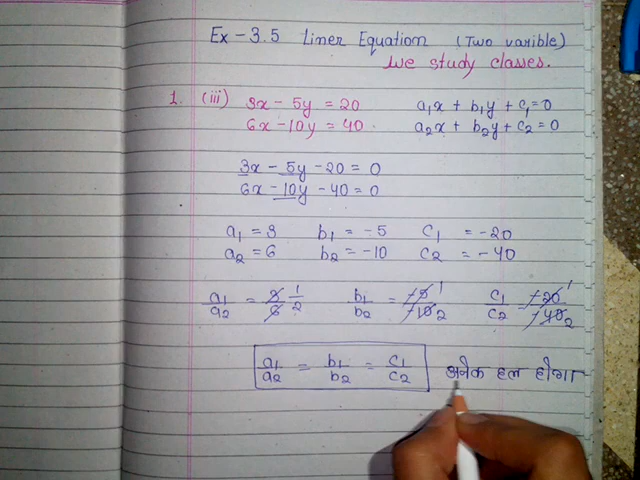 Ex - 3.5 Liner Equation (Two varible)
We study classes.
1. (iii) 3x - 5y = 20 a₁x + b₁y + c₁ = 0
6x - 10y = 40. a₂x + b₂y + c₂ = 0
3x - 5y - 20 = 0
6x - 10y - 40 = 0
a₁ = 3 b₁ = -5 c₁ = -20
a₂ = 6 b₂ = -10 c₂ = -40
a₁/a₂ = 3/6 1/2 b₁/b₂ = -5/-10 1/2 c₁/c₂ = -20/-40 1/2
a₁/a₂ = b₁/b₂ = c₁/c₂ अनेक हल होगा